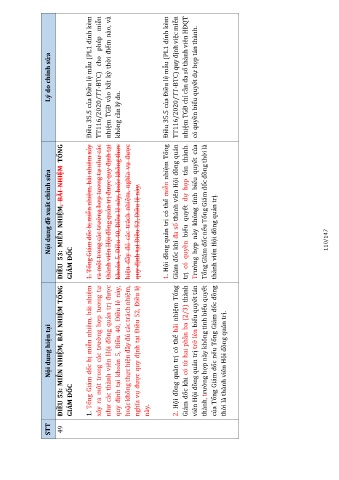 STT
Nội dung hiện tại
Nội dung đề xuất chỉnh sửa
Lý do chỉnh sửa
49
ĐIỀU 53: MIỄN NHIỆM, BÃI NHIỆM TỔNG
GIÁM ĐỐC
1. Tổng Giám đốc bị miễn nhiệm, bãi nhiệm
xảy ra một trong các trường hợp tương tự
như các thành viên Hội đồng quản trị được
quy định tại khoản 5, Điều 40, Điều lệ này,
hoặc không thực hiện đầy đủ các trách nhiệm,
nghĩa vụ được quy định tại Điều 52, Điều lệ
này.
2. Hội đồng quản trị có thể bãi nhiệm Tổng
Giám đốc khi có từ hai phần ba (2/3) thành
viên Hội đồng quản trị trở lên biểu quyết tán
thành, trường hợp này không tính biểu quyết
của Tổng Giám đốc nếu Tổng Giám đốc đồng
thời là thành viên Hội đồng quản trị.
ĐIỀU 53: MIỄN NHIỆM, BÃI NHIỆM TỔNG
GIÁM ĐỐC
1. Tổng Giám đốc bị miễn nhiệm, bãi nhiệm xảy
ra một trong các trường hợp tương tự như các
thành viên Hội đồng quản trị được quy định tại
khoản 5, Điều 40, Điều lệ này, hoặc không thực
hiện đầy đủ các trách nhiệm, nghĩa vụ được
quy định tại Điều 52, Điều lệ này.
1. Hội đồng quản trị có thể miễn nhiệm Tổng
Giám đốc khi đa số thành viên Hội đồng quản
trị có quyền biểu quyết dự họp tán thành.
Trường hợp này không tính biểu quyết của
Tổng Giám đốc nếu Tổng Giám đốc đồng thời là
thành viên Hội đồng quản trị.
Điều 35.5 của Điều lệ mẫu (PL1 đính kèm
TT116/2020/TT-BTC) cho phép miễn
nhiệm TGĐ vào bất kỳ thời điểm nào, và
không cần lý do.
Điều 35.5 của Điều lệ mẫu (PL1 đính kèm
TT116/2020/TT-BTC) quy định việc miễn
nhiệm TGĐ chỉ cần đa số thành viên HĐQT
có quyền biểu quyết dự họp tán thành.
110/147